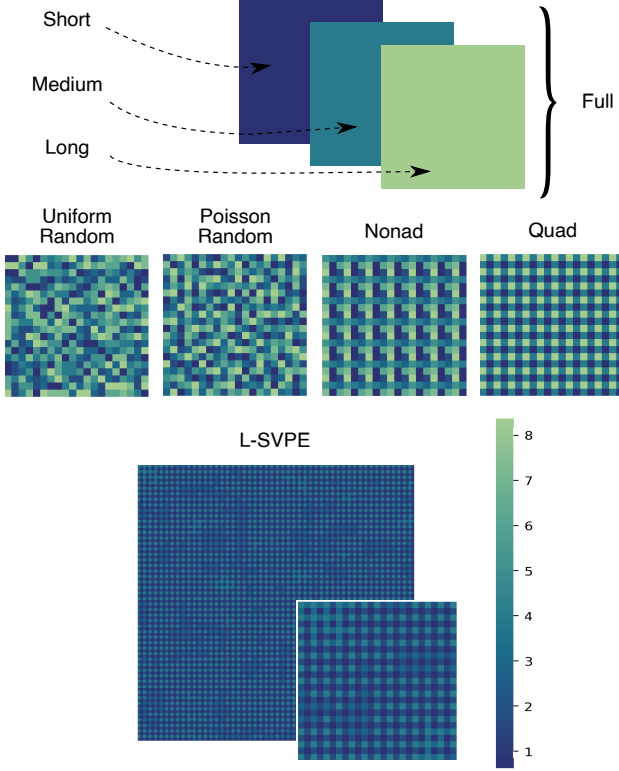 Short
Medium
Long
Full
Uniform
Random
Poisson
Random
Nonad
Quad
L-SVPE
8
7
6
5
4
3
2
1